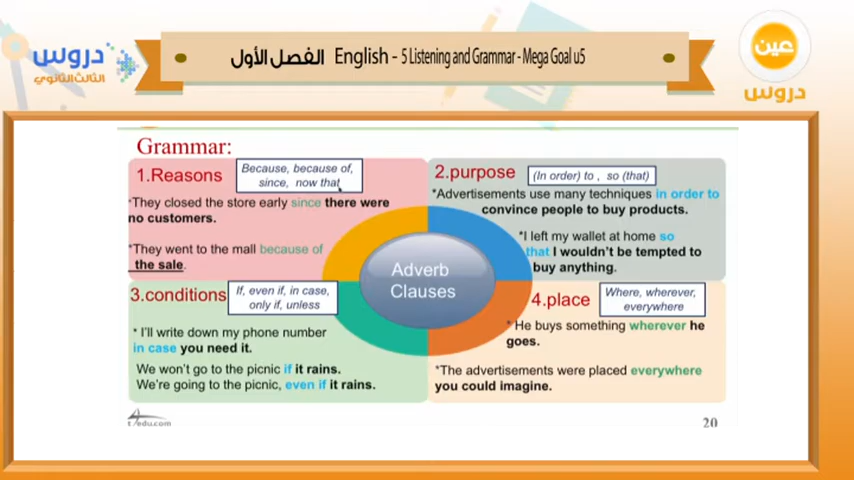 دروس
الثالث الثانوي
English - 5 Listening and Grammar - Mega Goal u5 الفصل الأول
عين
دروس
Grammar:
1.Reasons
Because, because of,
since, now that
*They closed the store early since there were
no customers.
*They went to the mall because of
the sale.
2.purpose
(In order) to , so (that)
*Advertisements use many techniques in order to
convince people to buy products.
*I left my wallet at home so
that I wouldn't be tempted to
buy anything.
Adverb
Clauses
3.conditions
If, even if, in case,
only if, unless
* I'll write down my phone number
in case you need it.
We won't go to the picnic if it rains.
We're going to the picnic, even if it rains.
4.place
Where, wherever,
everywhere
* He buys something wherever he
goes.
*The advertisements were placed everywhere
you could imagine.
20